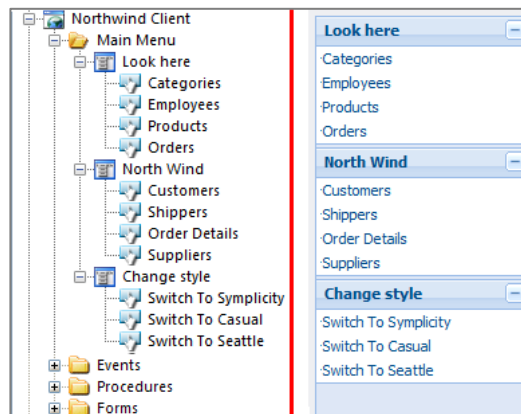 Northwind Client
Main Menu
Look here
Categories
Employees
Products
Orders
North Wind
Customers
Shippers
Order Details
Suppliers
Change style
Switch To Symplicity
Switch To Casual
Switch To Seattle
Events
Procedures
Forms
Look here
Categories
Employees
Products
Orders
North Wind
Customers
Shippers
Order Details
Suppliers
Change style
Switch To Symplicity
Switch To Casual
Switch To Seattle